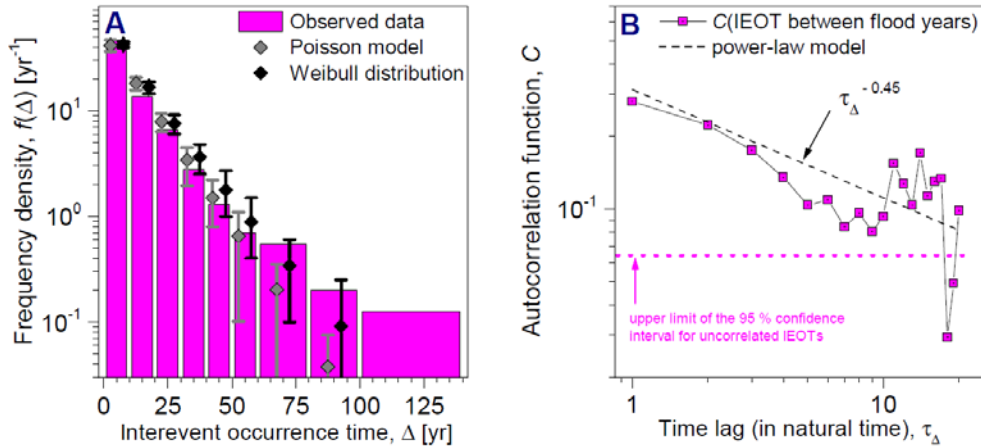 A
Observed data
Poisson model
Weibull distribution
Frequency density, f(Δ) [yr⁻¹]
10¹
10⁰
10⁻¹
0 25 50 75 100 125
Interevent occurrence time, Δ [yr]
B
C(IEOT between flood years)
power-law model
τΔ⁻⁰·⁴⁵
Autocorrelation function, C
10⁻¹
upper limit of the 95 % confidence
interval for uncorrelated IEOTs
1 10
Time lag (in natural time), τΔ